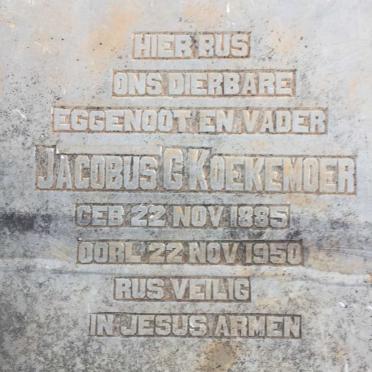 HIER RUS
ONS DIERBARE
EGGENOOT EN VADER
JACOBUS C KOEKEMOER
GEB 22 NOV 1885
OORL 22 NOV 1950
RUS VEILIG
IN JESUS ARMEN